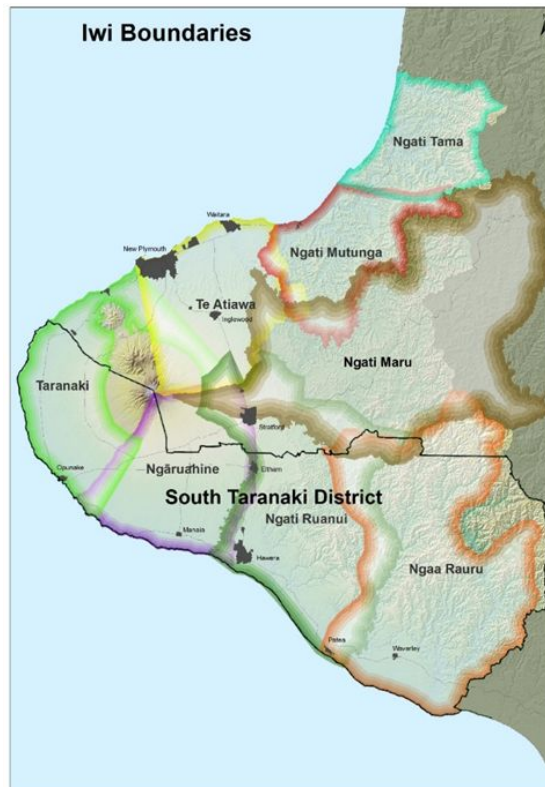 Iwi Boundaries
Ngati Tama
Waitara
New Plymouth
Ngati Mutunga
Te Atiawa
Inglewood
Taranaki
Ngati Maru
Stratford
Opunake
Ngāruahine
Eltham
South Taranaki District
Ngati Ruanui
Manaia
Hawera
Ngaa Rauru
Patea
Waverley